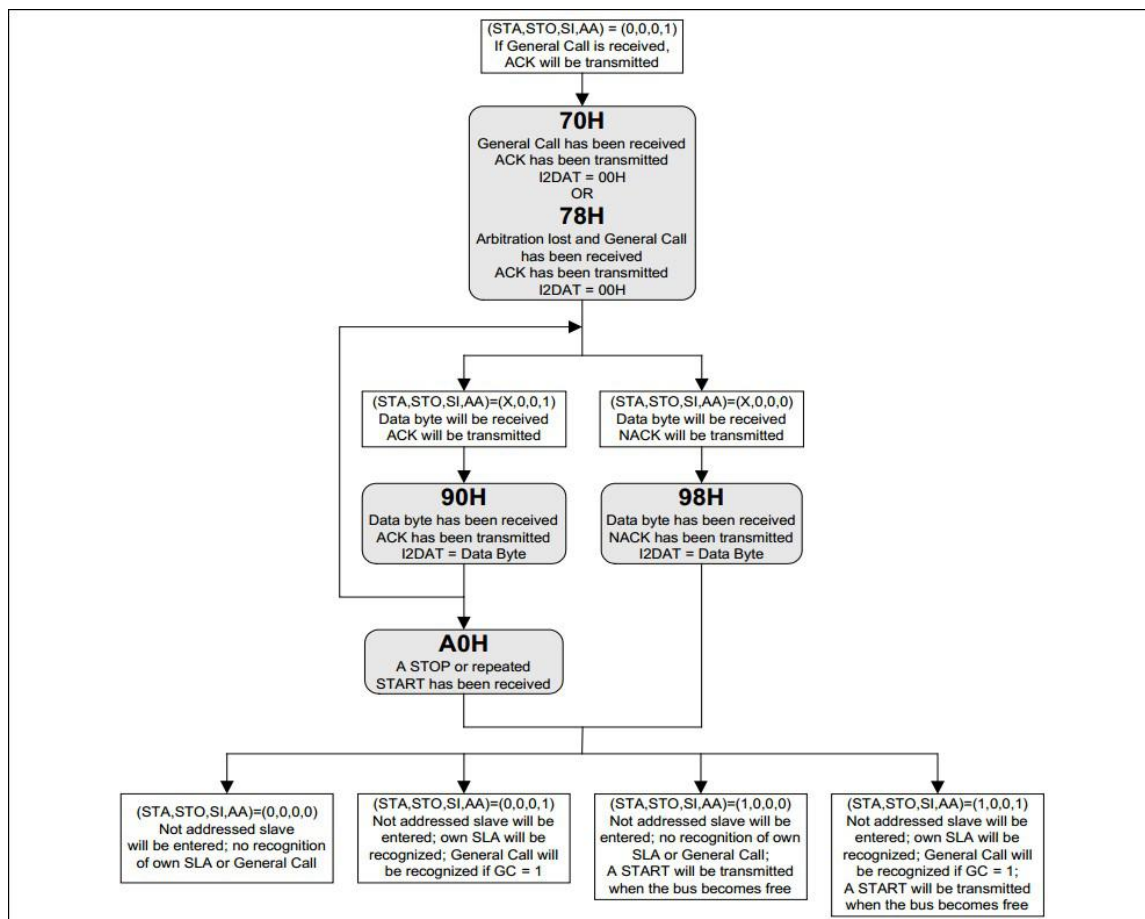 (STA,STO,SI,AA) = (0,0,0,1)
If General Call is received,
ACK will be transmitted
70H
General Call has been received
ACK has been transmitted
I2DAT = 00H
OR
78H
Arbitration lost and General Call
has been received
ACK has been transmitted
I2DAT = 00H
(STA,STO,SI,AA)=(X,0,0,1)
Data byte will be received
ACK will be transmitted
(STA,STO,SI,AA)=(X,0,0,0)
Data byte will be received
NACK will be transmitted
90H
Data byte has been received
ACK has been transmitted
I2DAT = Data Byte
98H
Data byte has been received
NACK has been transmitted
I2DAT = Data Byte
A0H
A STOP or repeated
START has been received
(STA,STO,SI,AA)=(0,0,0,0)
Not addressed slave
will be entered; no recognition
of own SLA or General Call
(STA,STO,SI,AA)=(0,0,0,1)
Not addressed slave will be
entered; own SLA will be
recognized; General Call will
be recognized if GC = 1
(STA,STO,SI,AA)=(1,0,0,0)
Not addressed slave will be
entered; no recognition of own
SLA or General Call;
A START will be transmitted
when the bus becomes free
(STA,STO,SI,AA)=(1,0,0,1)
Not addressed slave will be
entered; own SLA will be
recognized; General Call will
be recognized if GC = 1;
A START will be transmitted
when the bus becomes free